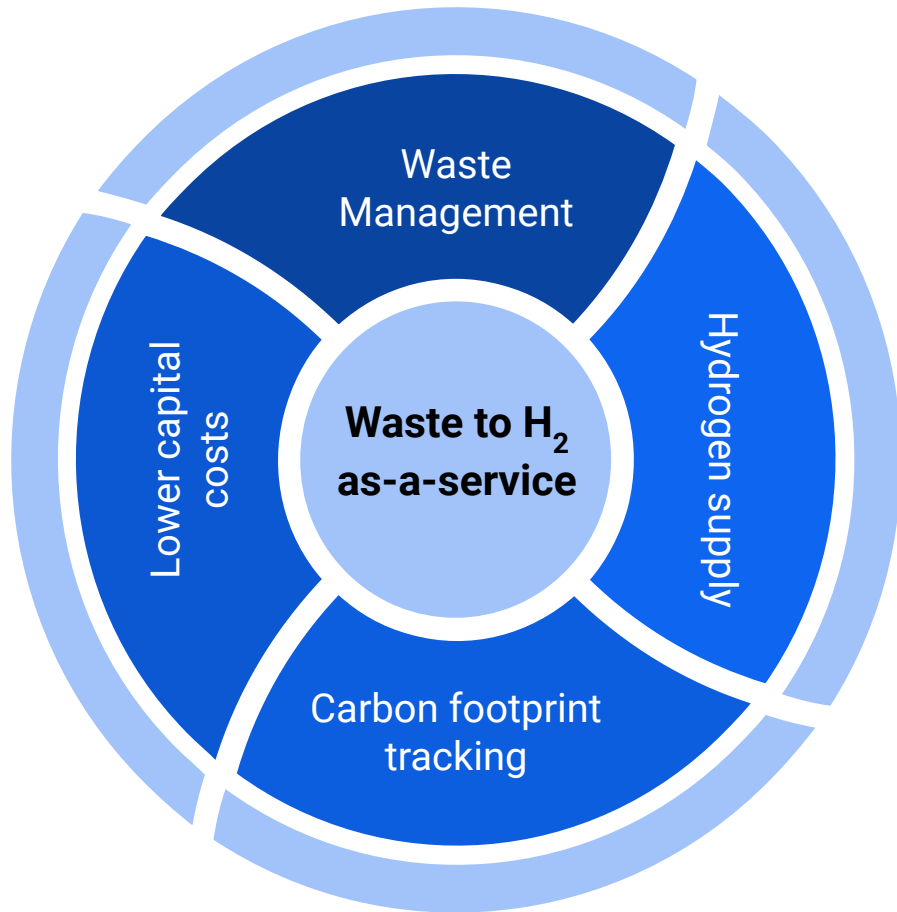 Waste
Management
Hydrogen supply
Carbon footprint
tracking
Lower capital
costs
Waste to H₂
as-a-service